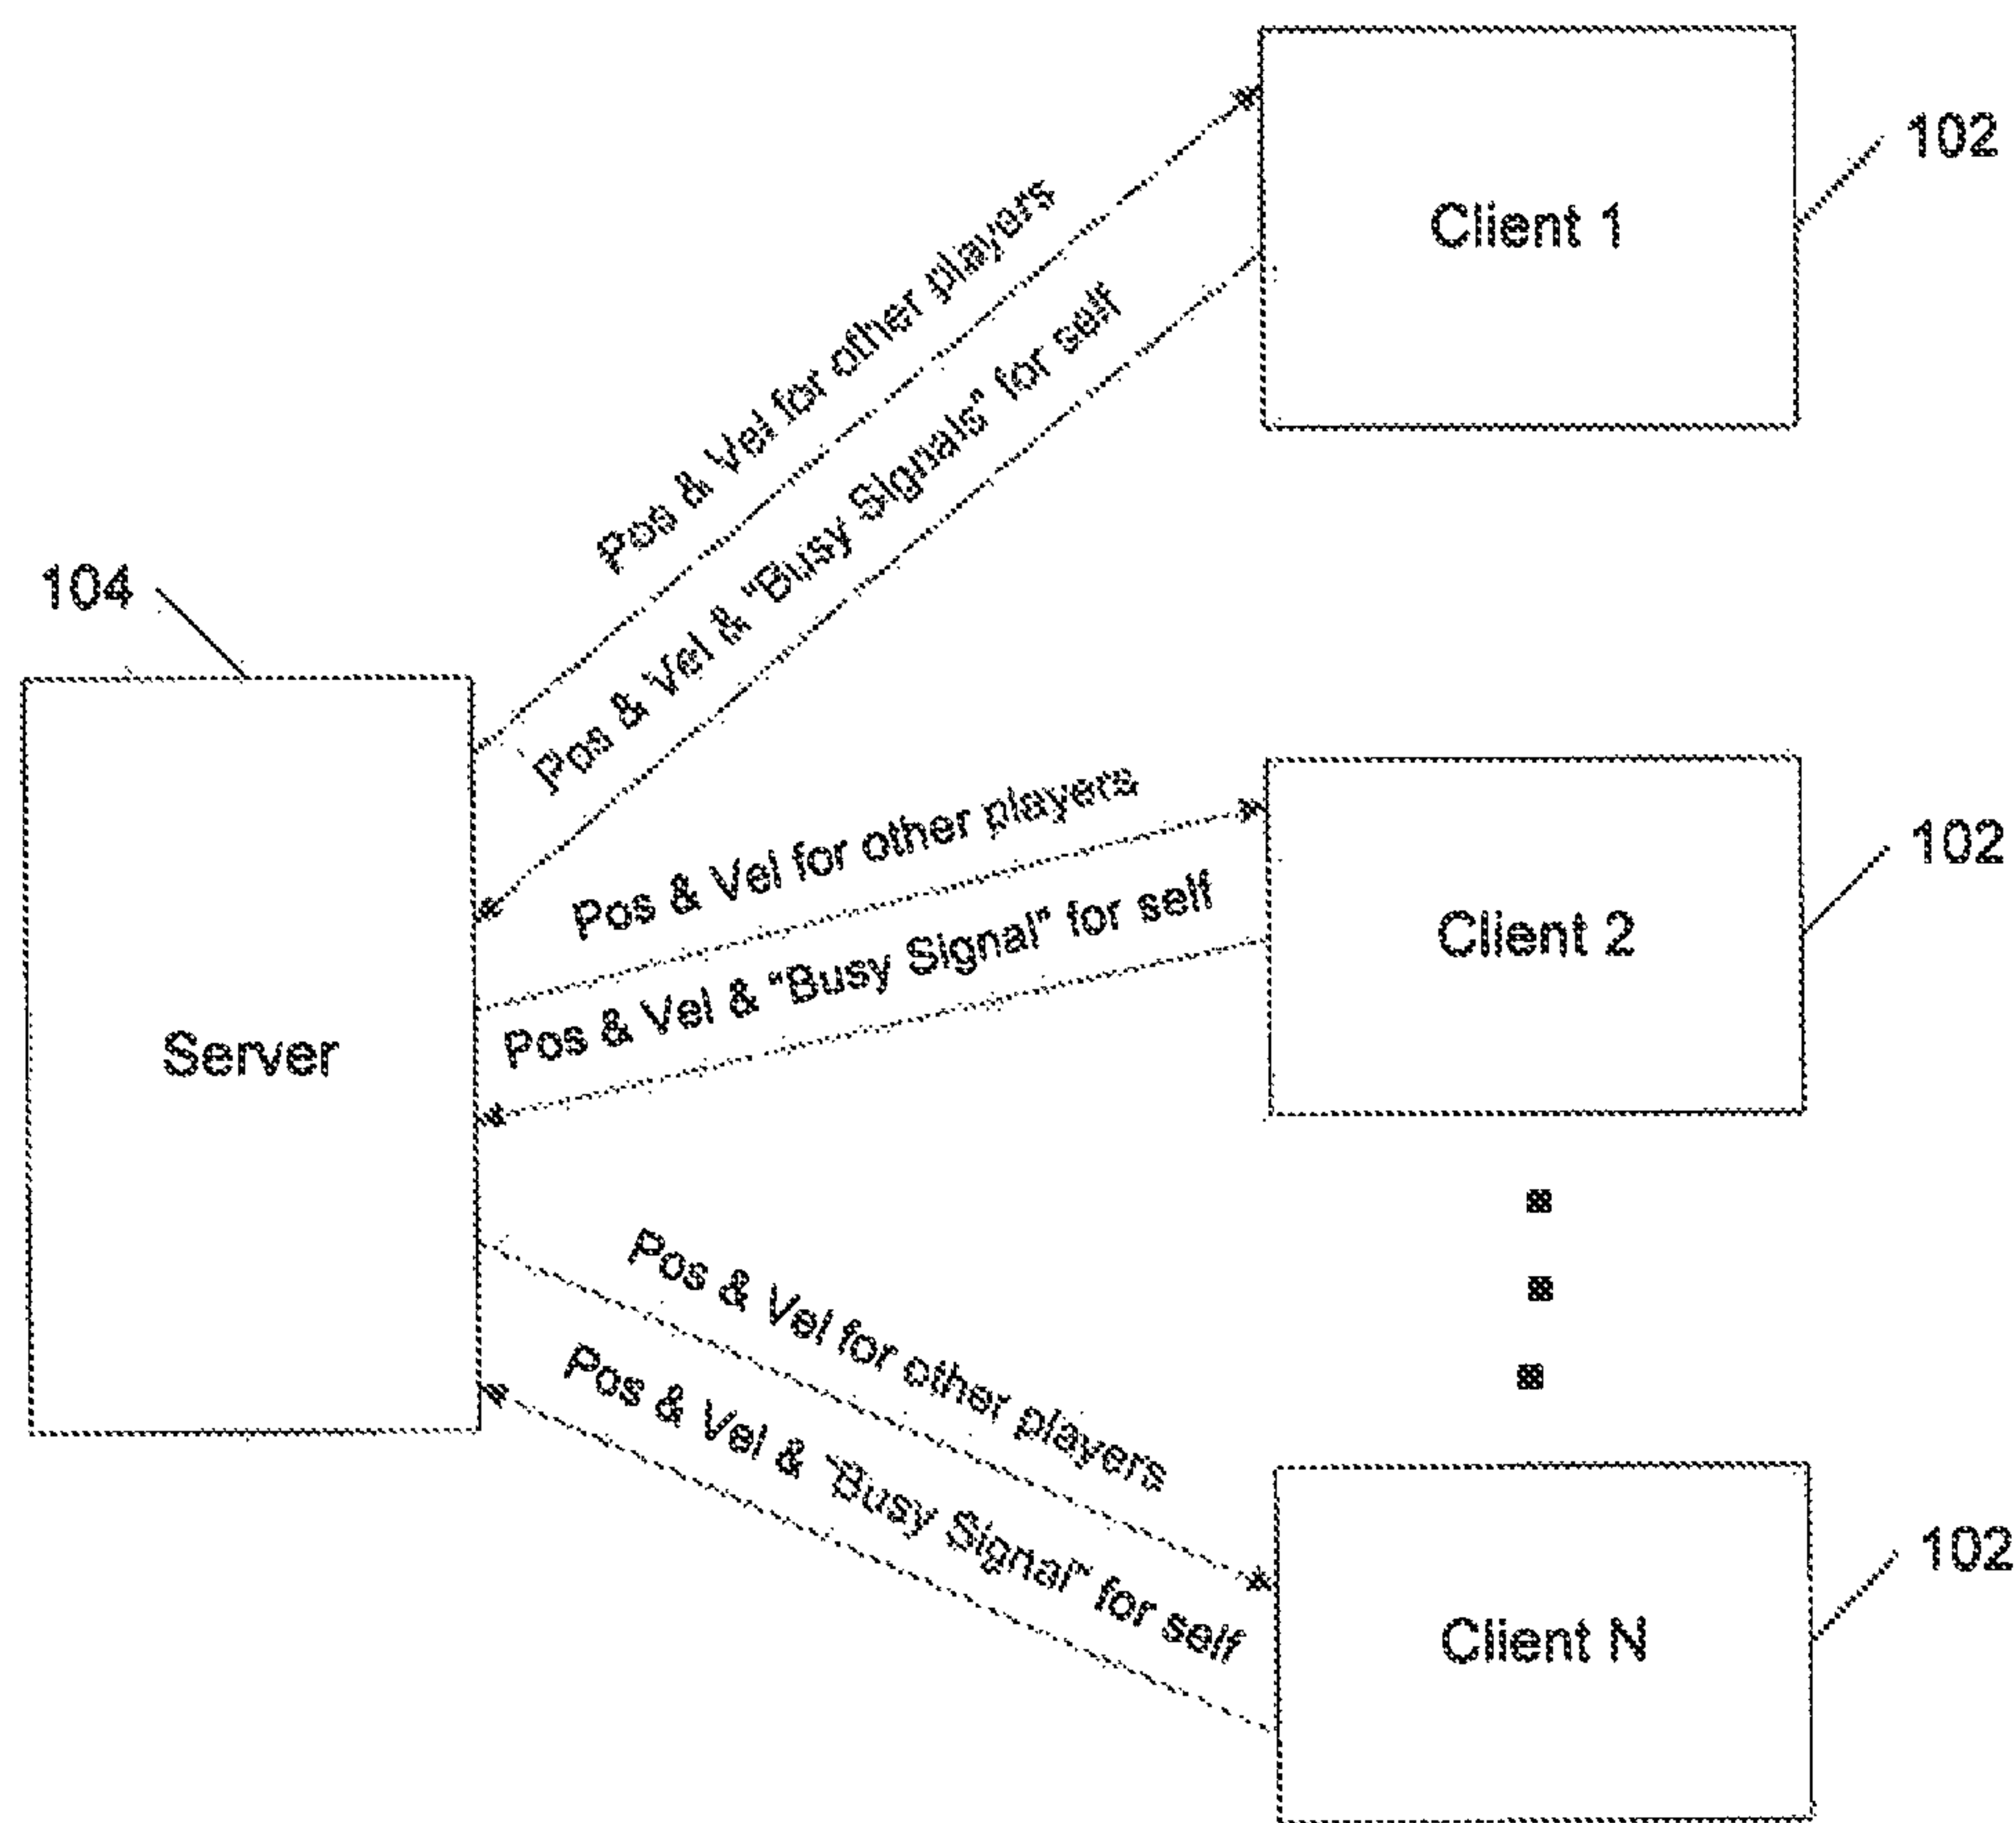 Client 1
102
Pos & Vel for other players
Pos & Vel & "Busy Signals" for self
104
Server
Pos & Vel for other players
Pos & Vel & "Busy Signal" for self
Client 2
102
Pos & Vel for other players
Pos & Vel & "Busy Signal" for self
Client N
102